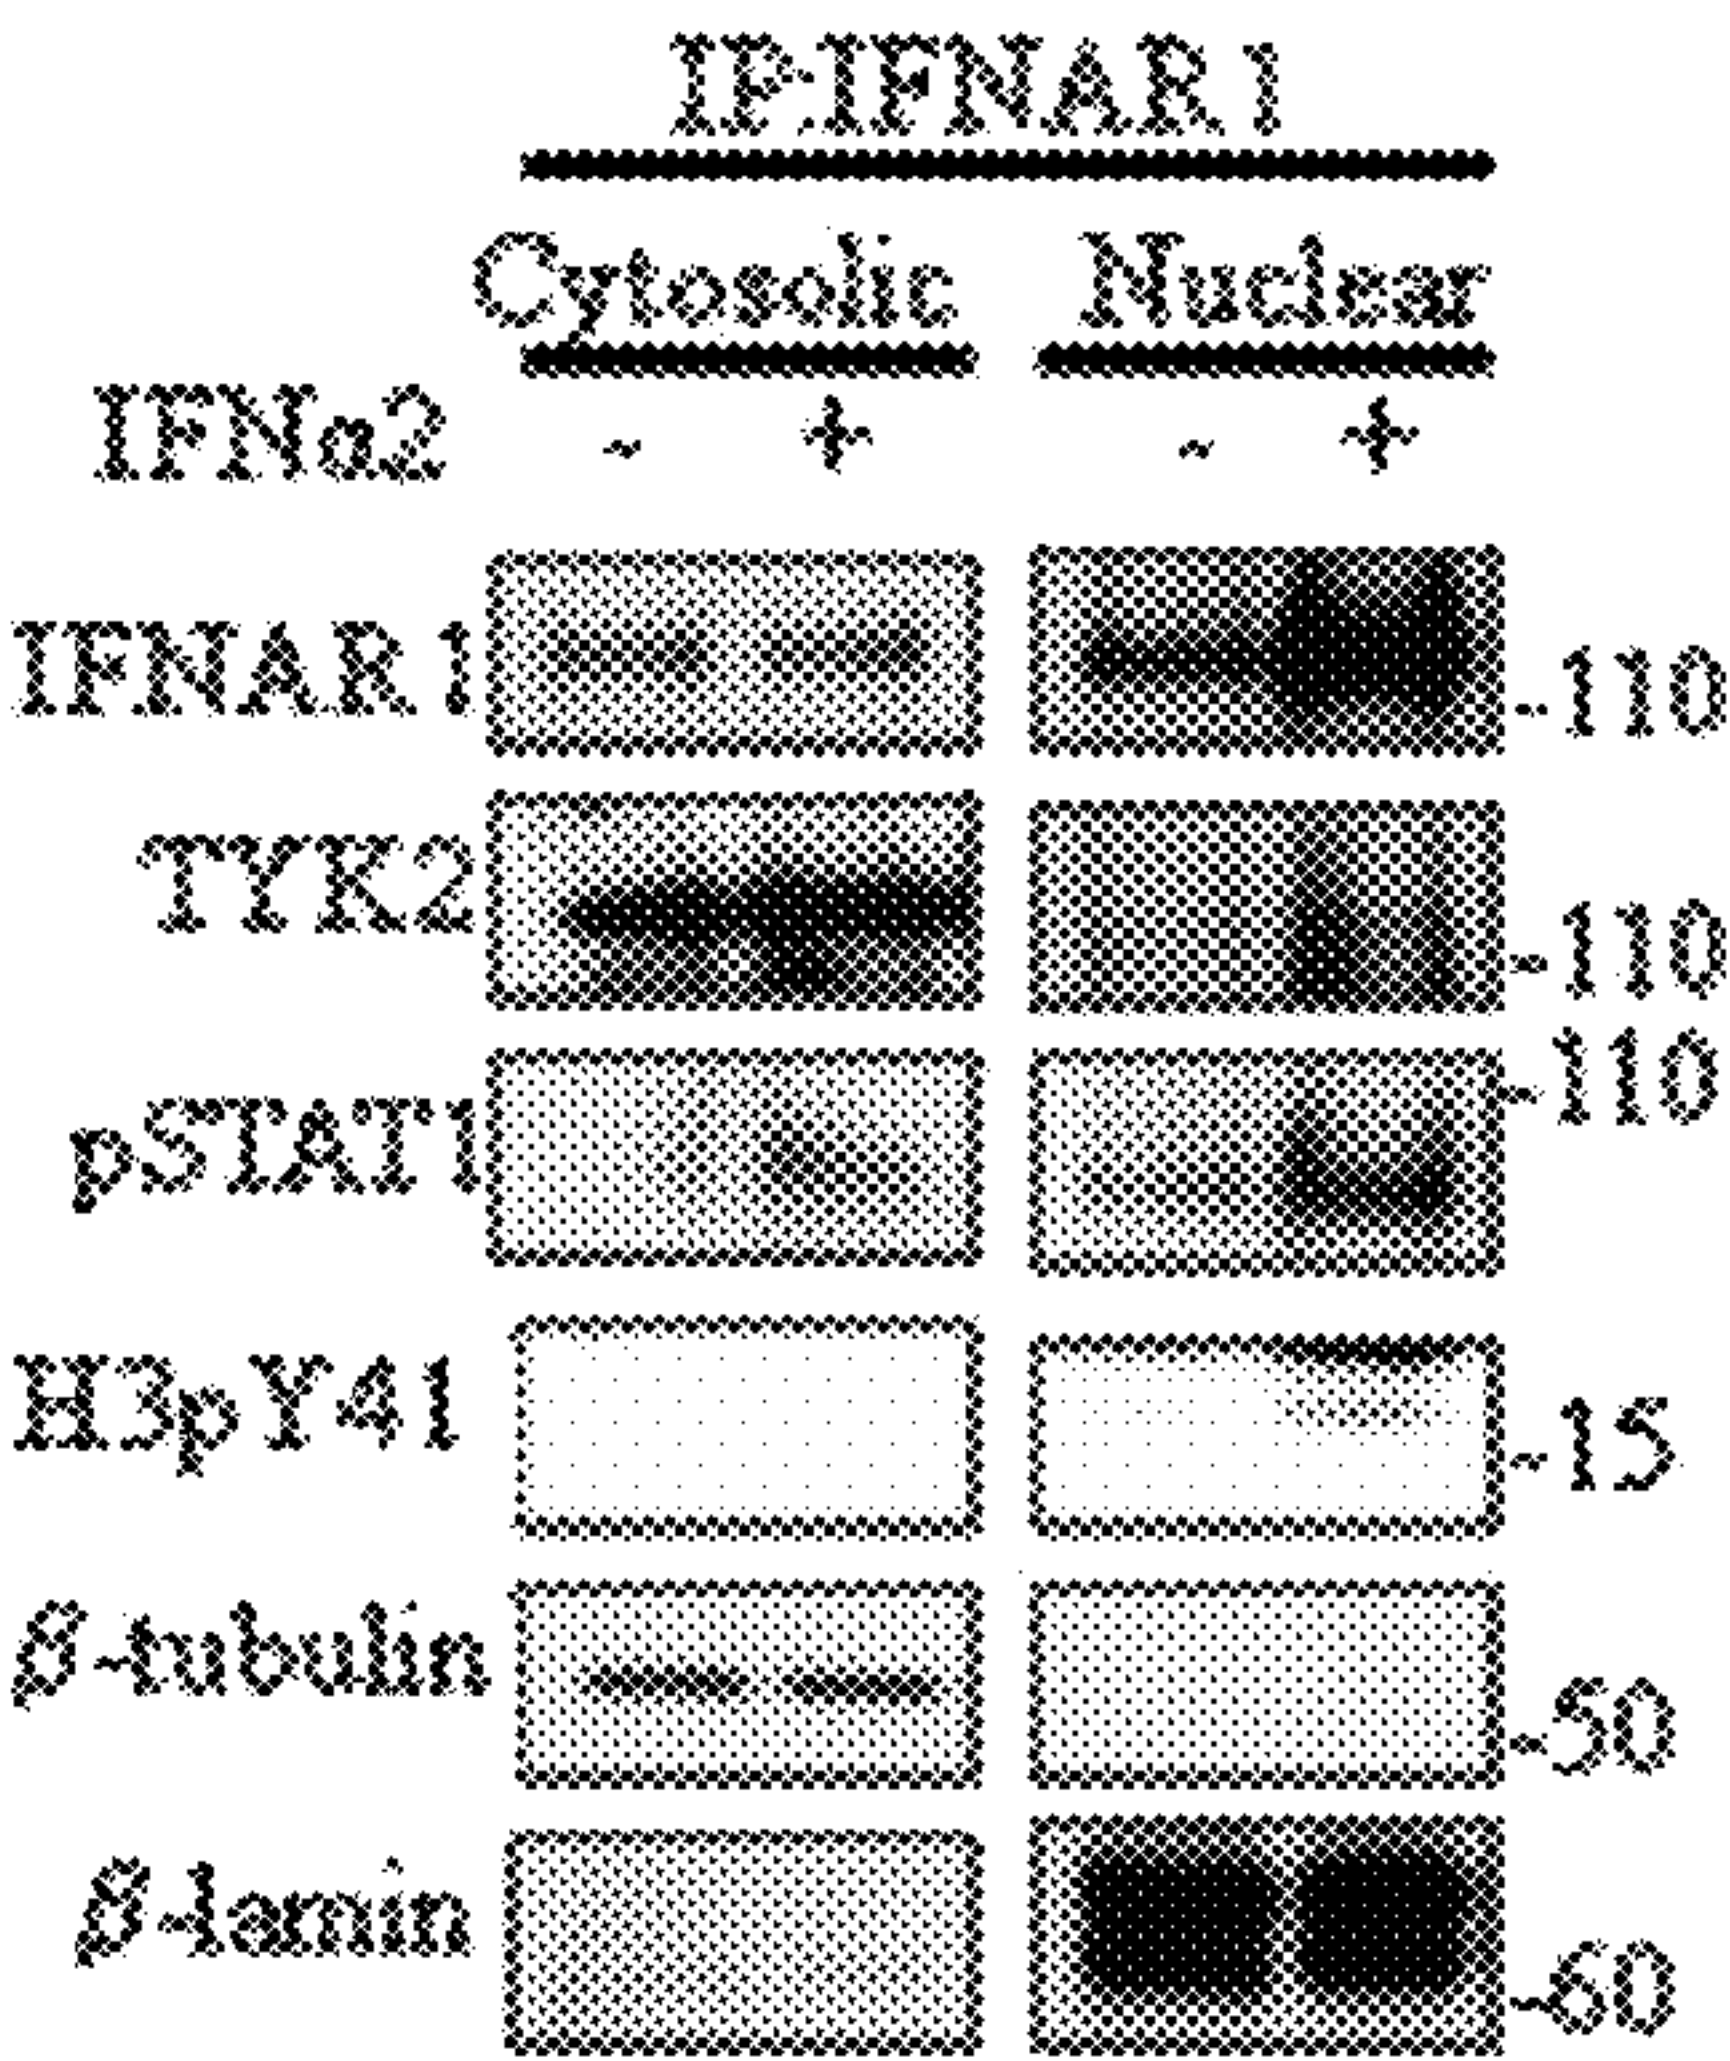 IP:IFNAR1
Cytosolic Nuclear
IFNα2 - + - +
IFNAR1 -110
TYK2 -110
pSTAT1 -110
H3pY41 -15
β-tubulin -50
β-lamin -60